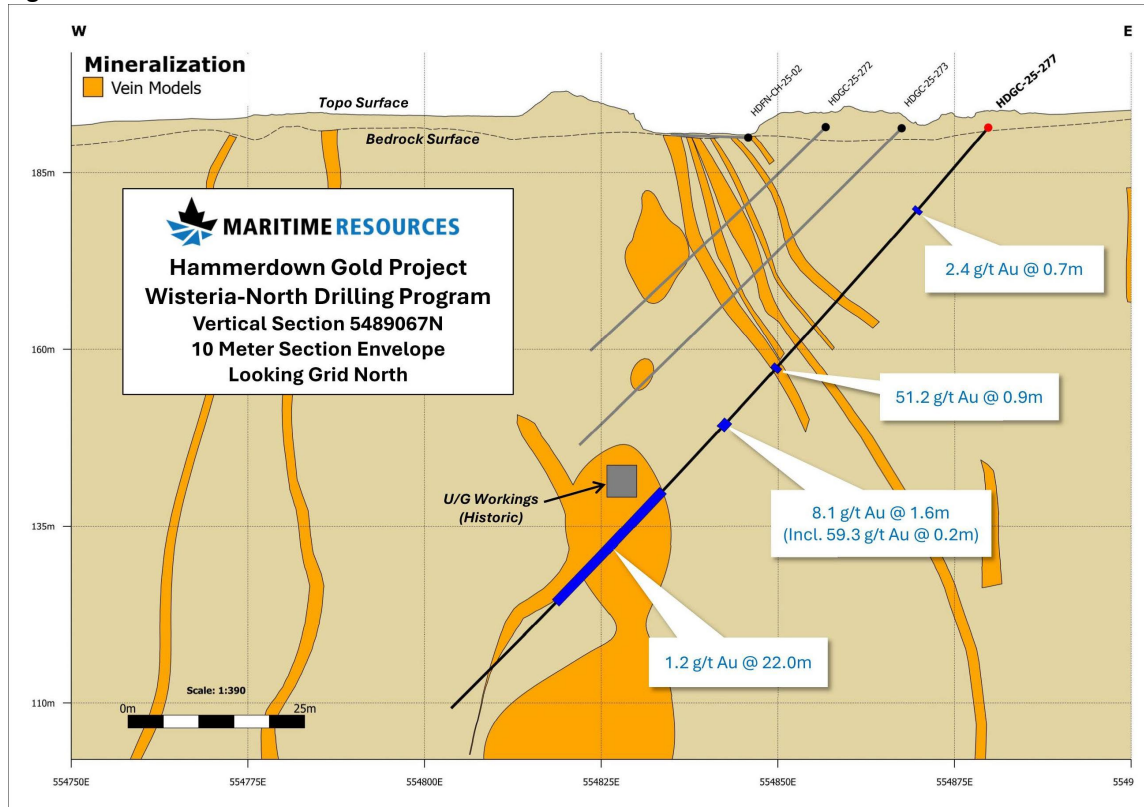 W
E
Mineralization
Vein Models
Topo Surface
Bedrock Surface
HDFN-CH-25-02
HDGC-25-272
HDGC-25-273
HDGC-25-277
185m
160m
135m
110m
MARITIME RESOURCES
Hammerdown Gold Project
Wisteria-North Drilling Program
Vertical Section 5489067N
10 Meter Section Envelope
Looking Grid North
2.4 g/t Au @ 0.7m
51.2 g/t Au @ 0.9m
8.1 g/t Au @ 1.6m
(Incl. 59.3 g/t Au @ 0.2m)
1.2 g/t Au @ 22.0m
U/G Workings
(Historic)
Scale: 1:390
0m 25m
554750E 554775E 554800E 554825E 554850E 554875E 5549